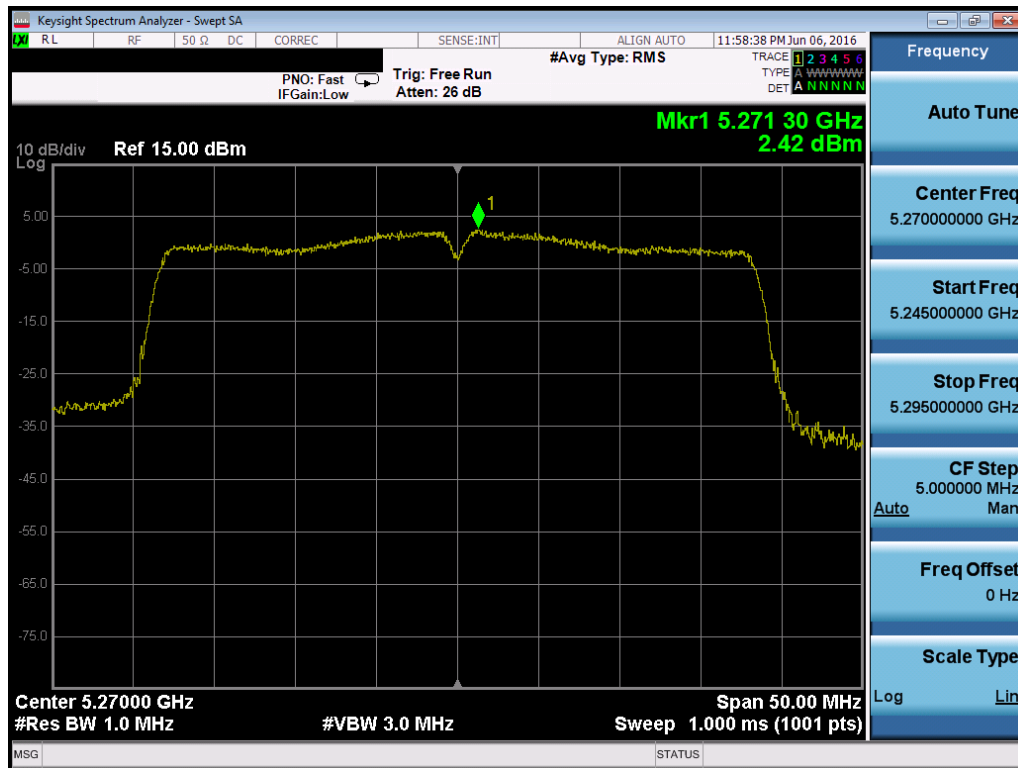 Keysight Spectrum Analyzer - Swept SA
LXI RL RF 50 Ω DC CORREC SENSE:INT ALIGN AUTO 11:58:38 PM Jun 06, 2016
#Avg Type: RMS
TRACE 1 2 3 4 5 6
PNO: Fast Trig: Free Run
TYPE A WWWWW
IFGain:Low Atten: 26 dB
DET A N N N N N
Mkr1 5.271 30 GHz
2.42 dBm
10 dB/div Ref 15.00 dBm
Log
1
5.00
-5.00
-15.0
-25.0
-35.0
-45.0
-55.0
-65.0
-75.0
Center 5.27000 GHz Span 50.00 MHz
#Res BW 1.0 MHz #VBW 3.0 MHz Sweep 1.000 ms (1001 pts)
MSG STATUS
Frequency
Auto Tune
Center Freq
5.270000000 GHz
Start Freq
5.245000000 GHz
Stop Freq
5.295000000 GHz
CF Step
5.000000 MHz
Auto Man
Freq Offset
0 Hz
Scale Type
Log Lin